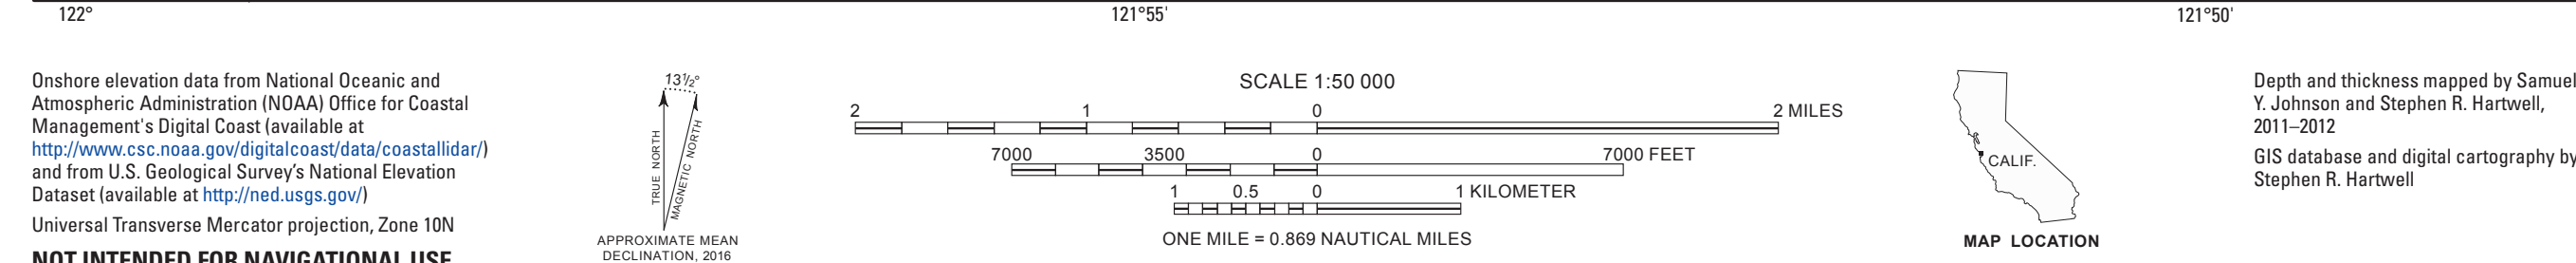 122°
121°55'
121°50'
Onshore elevation data from National Oceanic and
Atmospheric Administration (NOAA) Office for Coastal
Management's Digital Coast (available at
http://www.csc.noaa.gov/digitalcoast/data/coastallidar/)
and from U.S. Geological Survey’s National Elevation
Dataset (available at http://ned.usgs.gov/)
Universal Transverse Mercator projection, Zone 10N
NOT INTENDED FOR NAVIGATIONAL USE
13½°
TRUE NORTH
MAGNETIC NORTH
APPROXIMATE MEAN
DECLINATION, 2016
SCALE 1:50 000
2 1 0 2 MILES
7000 3500 0 7000 FEET
1 0.5 0 1 KILOMETER
ONE MILE = 0.869 NAUTICAL MILES
CALIF.
MAP LOCATION
Depth and thickness mapped by Samuel
Y. Johnson and Stephen R. Hartwell,
2011–2012
GIS database and digital cartography by
Stephen R. Hartwell